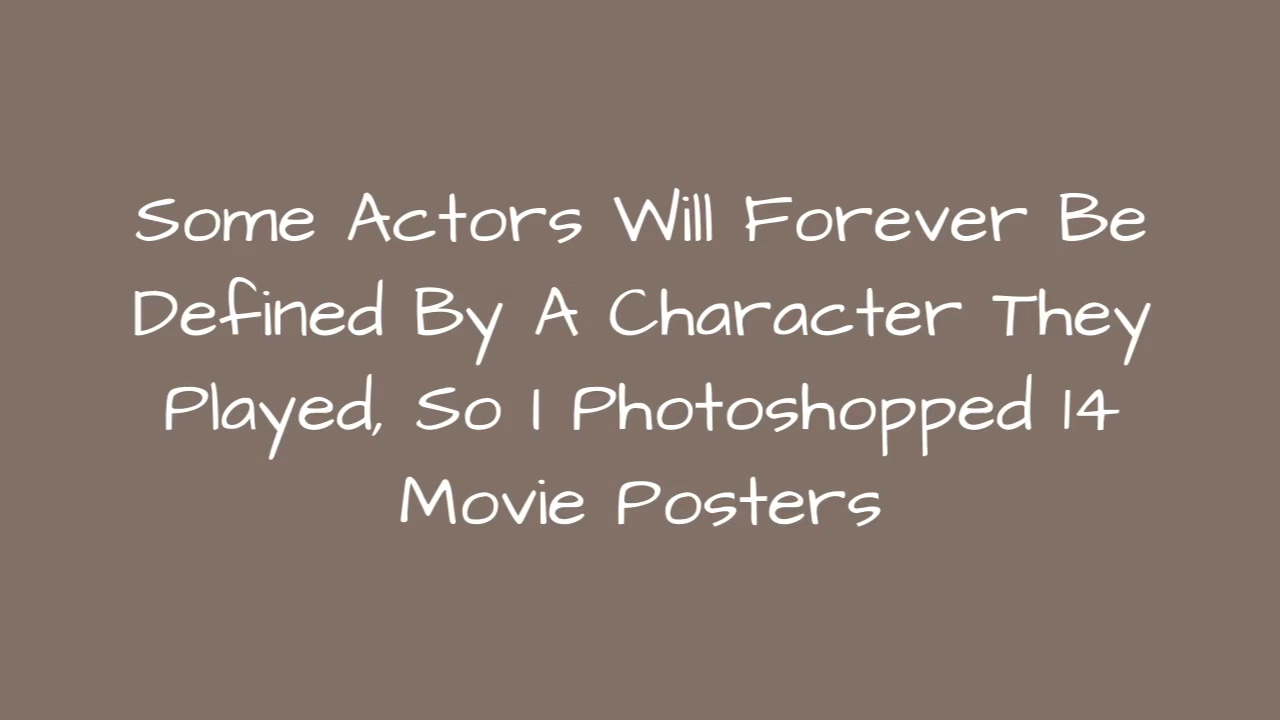 Some Actors Will Forever Be
Defined By A Character They
Played, So I Photoshopped 14
Movie Posters